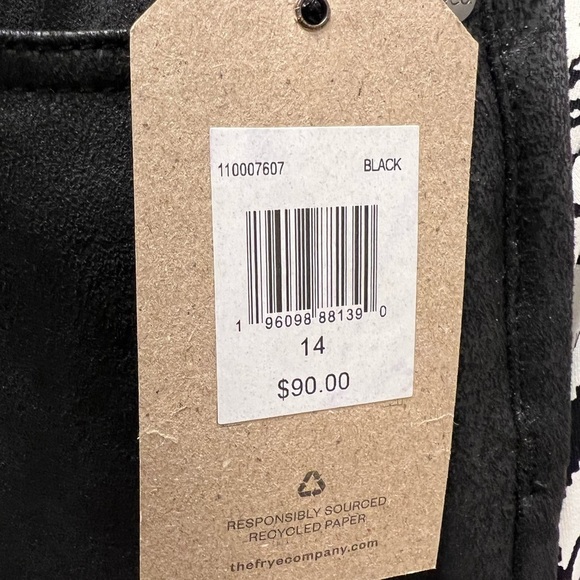 110007607 BLACK
1 96098 88139 0
14
$90.00
RESPONSIBLY SOURCED
RECYCLED PAPER
thefryecompany.com